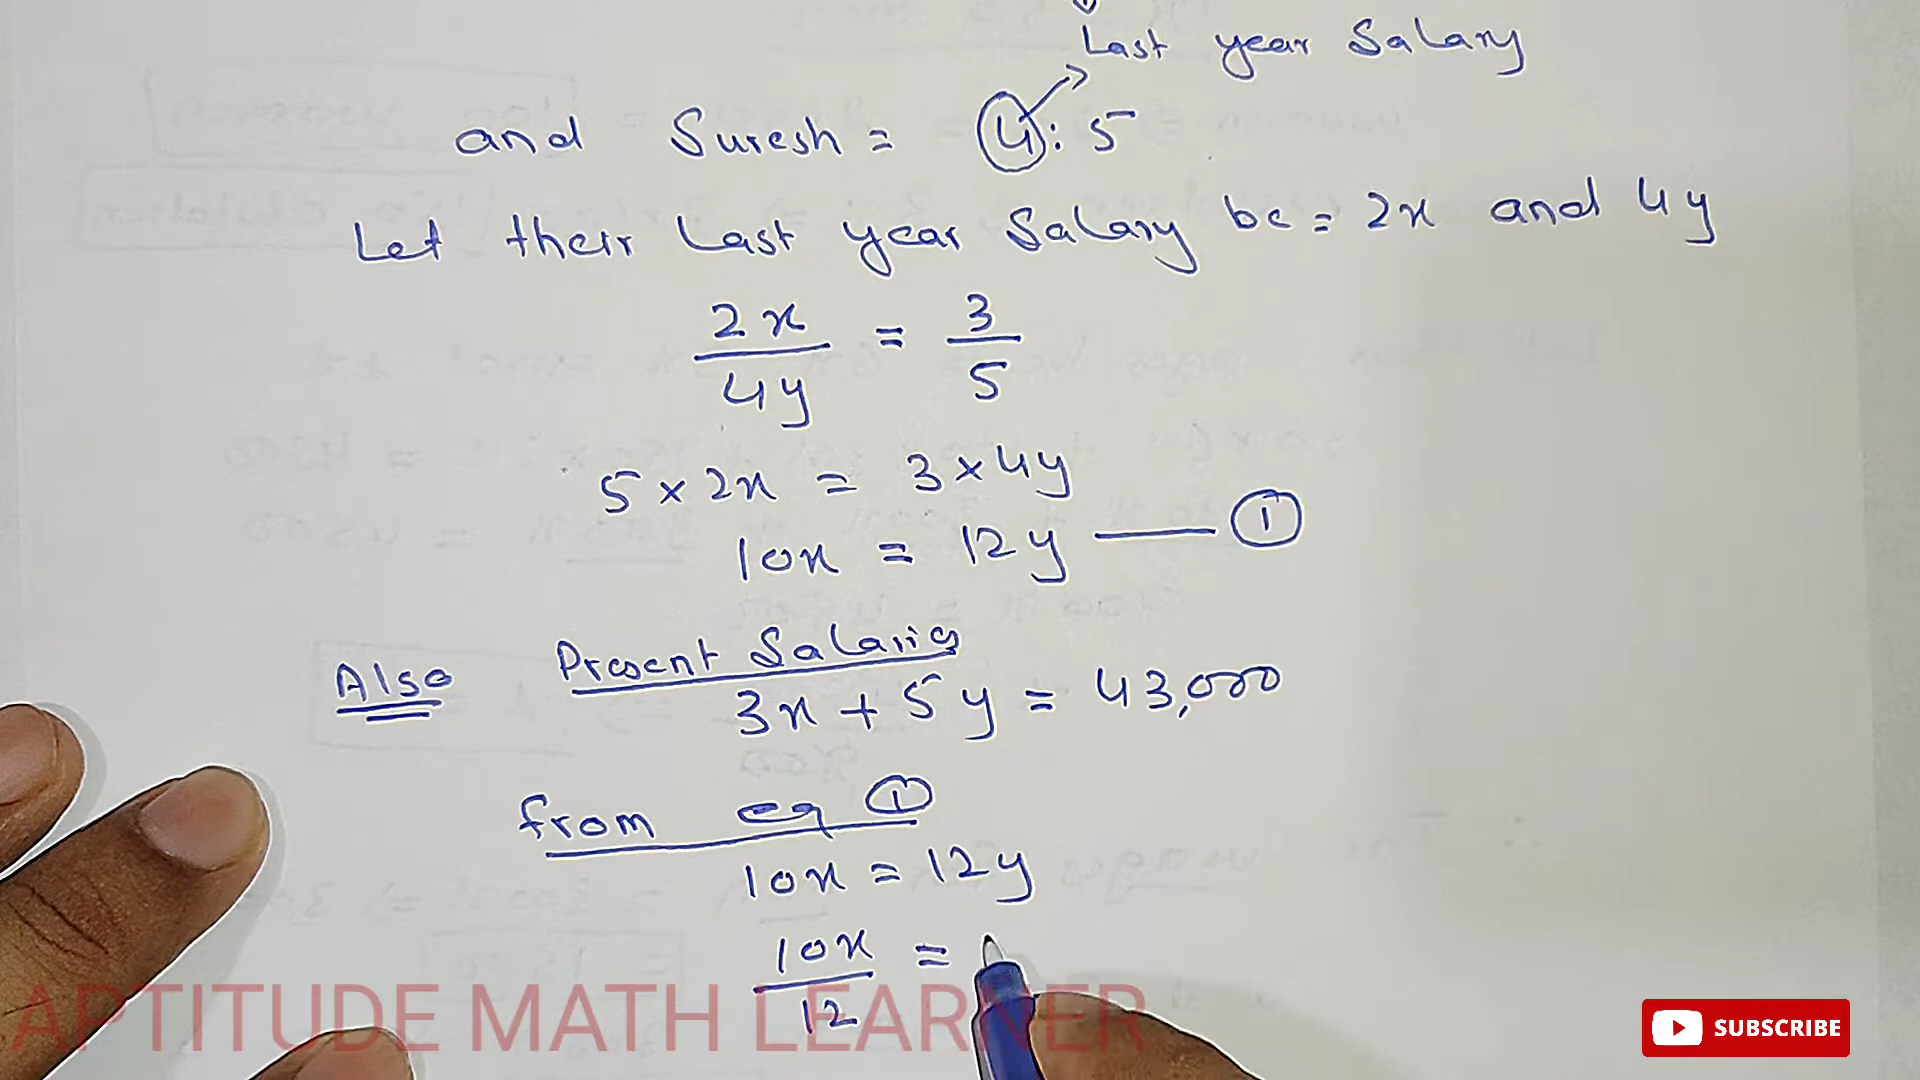 Last year Salary
and Suresh = 4 : 5
Let their Last year Salary be = 2x and 4y
2x/4y = 3/5
5 × 2x = 3 × 4y
10x = 12y —— ①
Also Present Salaries
3x + 5y = 43,000
from eq ①
10x = 12y
10x/12 =
APTITUDE MATH LEARNER
SUBSCRIBE